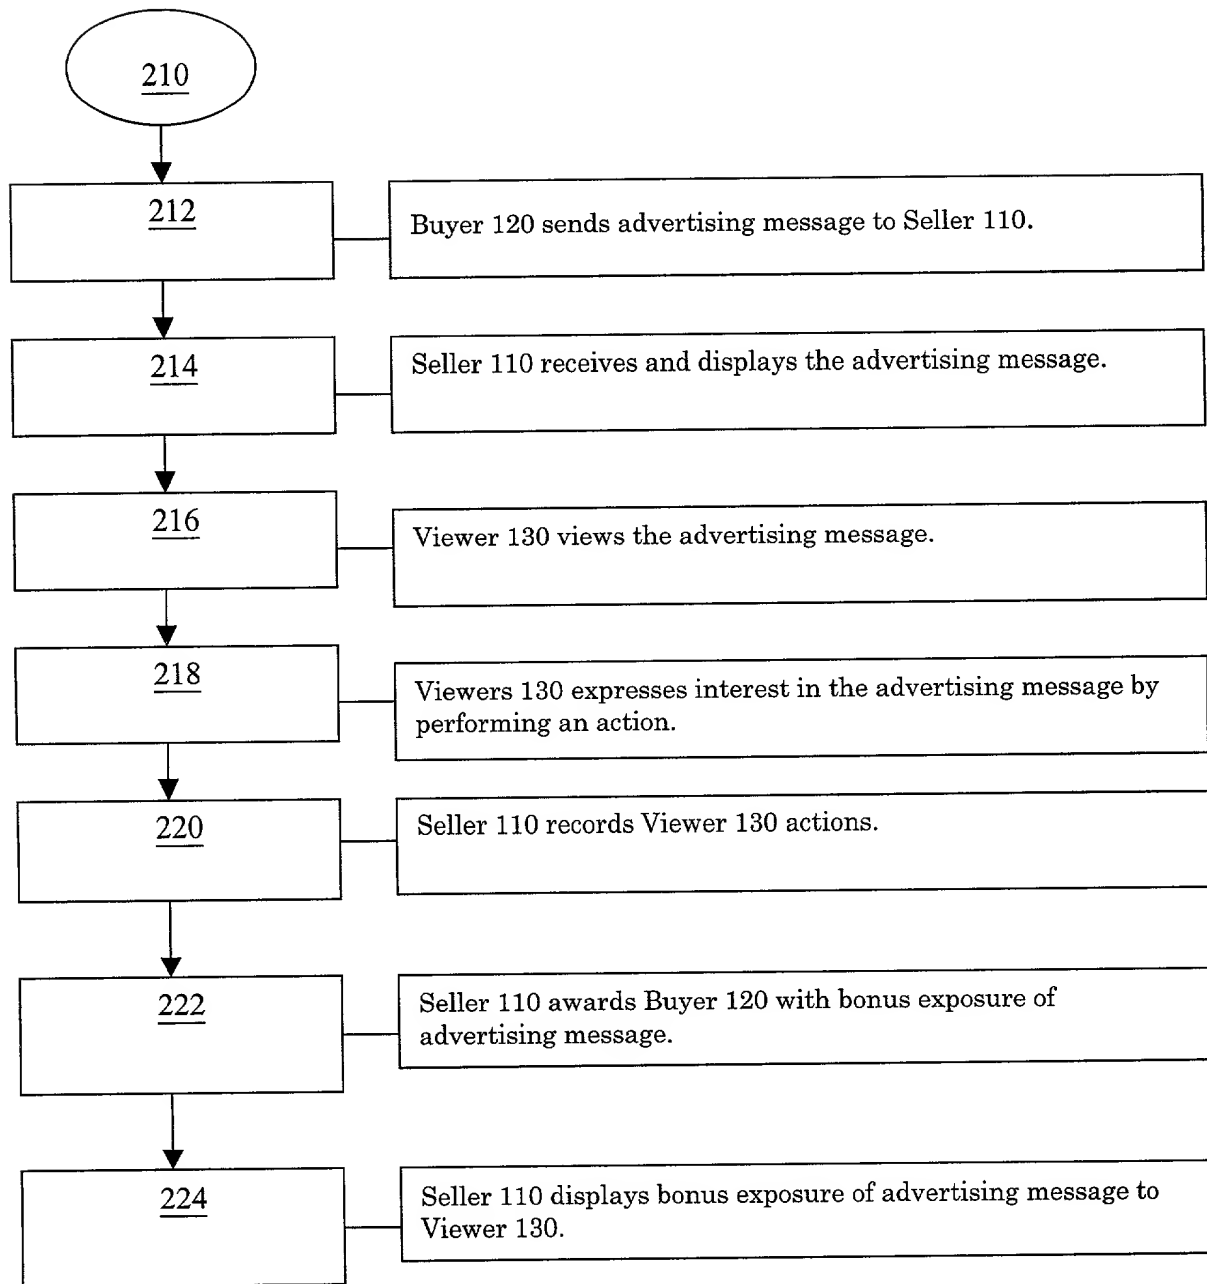 210
212
Buyer 120 sends advertising message to Seller 110.
214
Seller 110 receives and displays the advertising message.
216
Viewer 130 views the advertising message.
218
Viewers 130 expresses interest in the advertising message by
performing an action.
220
Seller 110 records Viewer 130 actions.
222
Seller 110 awards Buyer 120 with bonus exposure of
advertising message.
224
Seller 110 displays bonus exposure of advertising message to
Viewer 130.